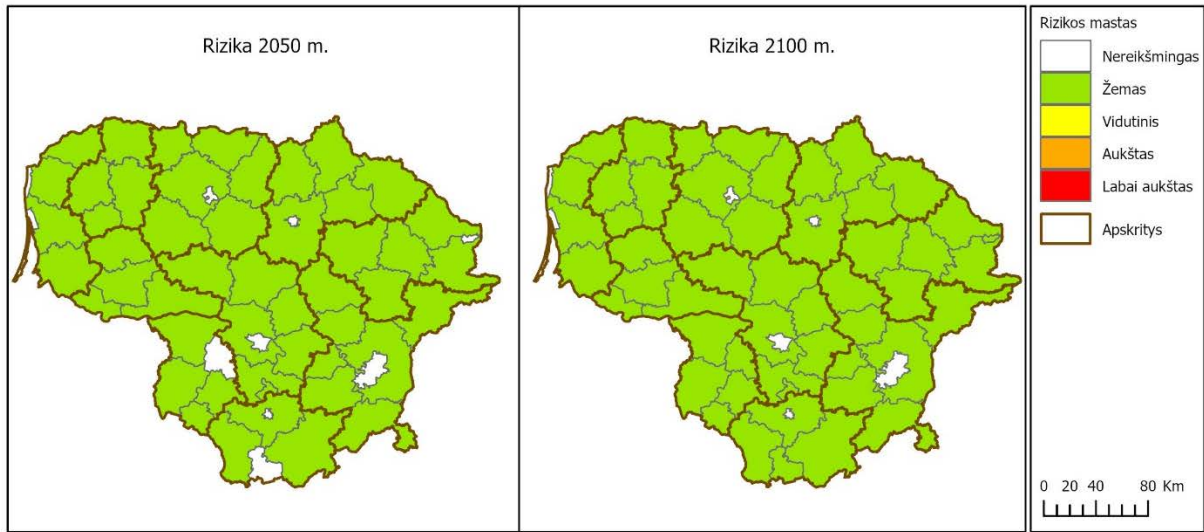 Rizika 2050 m.
Rizika 2100 m.
Rizikos mastas
Nereikšmingas
Žemas
Vidutinis
Aukštas
Labai aukštas
Apskritys
0 20 40 80 Km